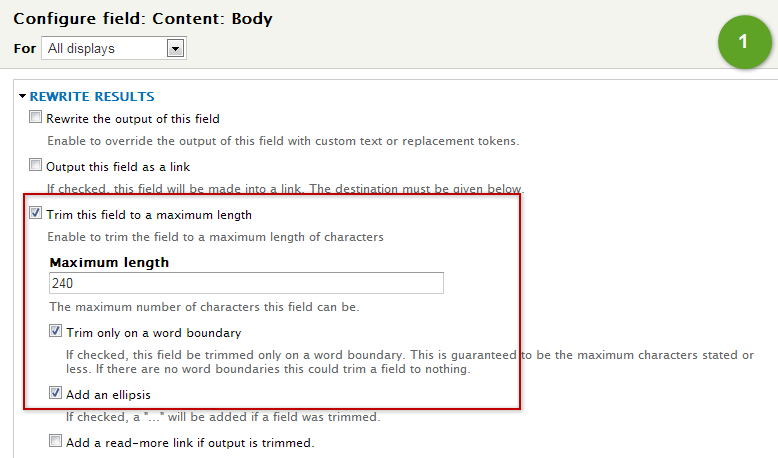 Configure field: Content: Body
For All displays
1
REWRITE RESULTS
Rewrite the output of this field
Enable to override the output of this field with custom text or replacement tokens.
Output this field as a link
If checked, this field will be made into a link. The destination must be given below.
Trim this field to a maximum length
Enable to trim the field to a maximum length of characters
Maximum length
240
The maximum number of characters this field can be.
Trim only on a word boundary
If checked, this field be trimmed only on a word boundary. This is guaranteed to be the maximum characters stated or
less. If there are no word boundaries this could trim a field to nothing.
Add an ellipsis
If checked, a "..." will be added if a field was trimmed.
Add a read-more link if output is trimmed.